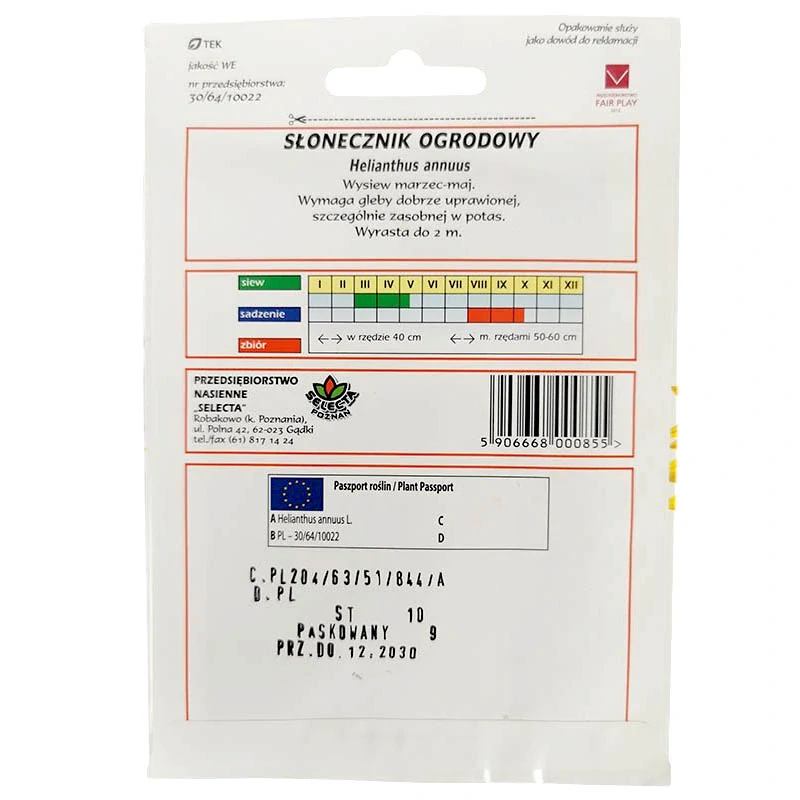 TEK
jakość WE
nr przedsiębiorstwa:
30/64/10022
Opakowanie służy
jako dowód do reklamacji
PRZEDSIĘBIORSTWO
FAIR PLAY
SŁONECZNIK OGRODOWY
Helianthus annuus
Wysiew marzec-maj.
Wymaga gleby dobrze uprawionej,
szczególnie zasobnej w potas.
Wyrasta do 2 m.
siew
I II III IV V VI VII VIII IX X XI XII
sadzenie
zbiór
w rzędzie 40 cm m. rzędami 50-60 cm
PRZEDSIĘBIORSTWO
NASIENNE
„SELECTA”
Robakowo (k. Poznania),
ul. Polna 42, 62-023 Gądki
tel./fax (61) 817 14 24
SELECTA
POZNAŃ
5 906668 000855 >
Paszport roślin / Plant Passport
A Helianthus annuus L. C
B PL – 30/64/10022 D
C.PL204/63/51/844/A
D.PL
ST 10
PASKOWANY 9
PRZ.DO.12.2030